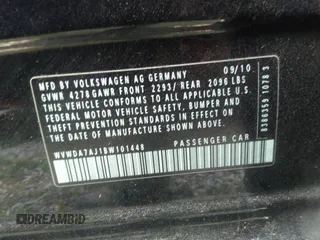 MFD BY VOLKSWAGEN AG GERMANY 09/10
GVWR 4278 GAWR FRONT 2293/ REAR 2096 LBS
THIS VEHICLE CONFORMS TO ALL APPLICABLE U.S.
FEDERAL MOTOR VEHICLE SAFETY, BUMPER AND
THEFT PREVENTION STANDARDS IN EFFECT ON THE
DATE OF MANUFACTURE SHOWN ABOVE.
PASSENGER CAR
DREAMBID